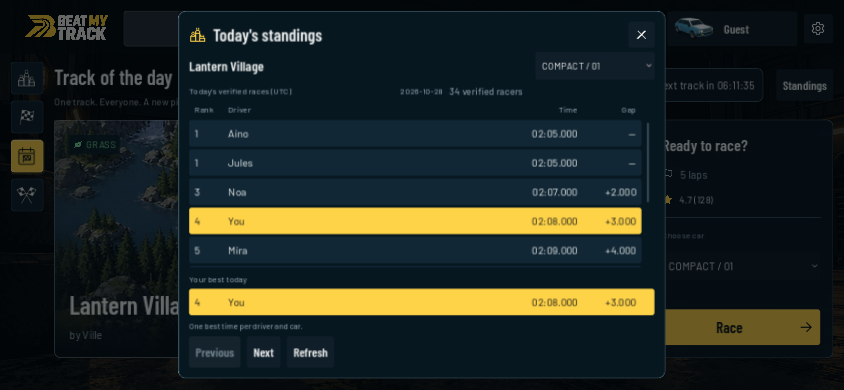 BEAT MY
TRACK
Guest
Track of the day
One track. Everyone. A new pi
ext track in 06:11:35
Standings
GRASS
Lantern Villa
by Ville
Ready to race?
5 laps
4.7 (128)
hoose car
COMPACT / 01
Race
Today's standings
Lantern Village
COMPACT / 01
Today's verified races (UTC)
2026-10-28 34 verified racers
Rank Driver Time Gap
1 Aino 02:05.000 –
1 Jules 02:05.000 –
3 Noa 02:07.000 +2.000
4 You 02:08.000 +3.000
5 Mira 02:09.000 +4.000
Your best today
4 You 02:08.000 +3.000
One best time per driver and car.
Previous Next Refresh